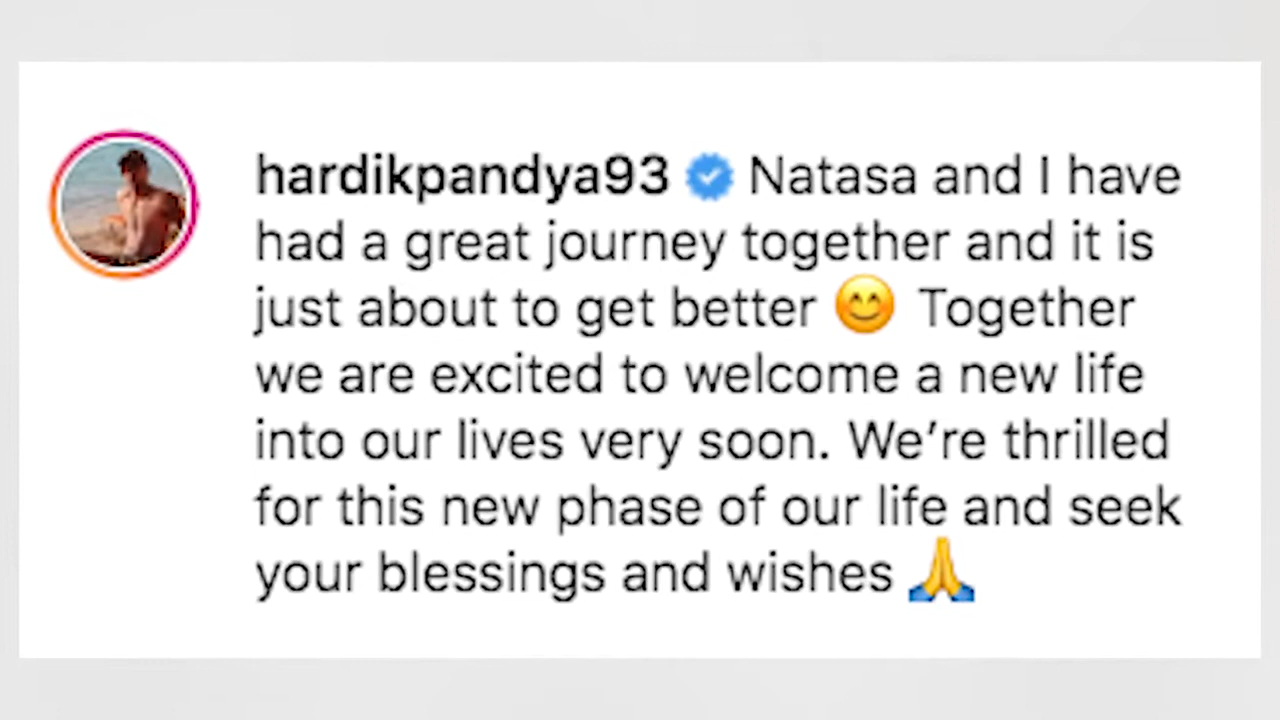 hardikpandya93 Natasa and I have
had a great journey together and it is
just about to get better 😊 Together
we are excited to welcome a new life
into our lives very soon. We’re thrilled
for this new phase of our life and seek
your blessings and wishes 🙏